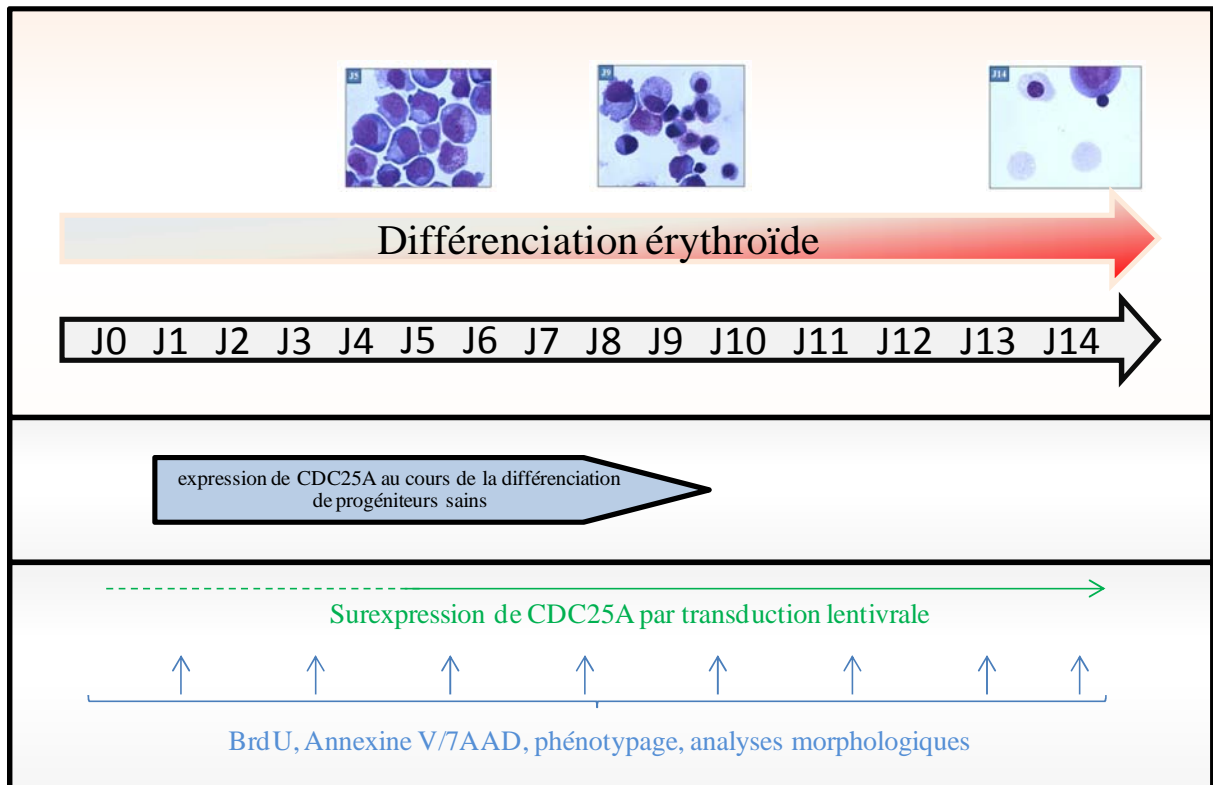 J5
J9
J14
Différenciation érythroïde
J0 J1 J2 J3 J4 J5 J6 J7 J8 J9 J10 J11 J12 J13 J14
expression de CDC25A au cours de la différenciation
de progéniteurs sains
Surexpression de CDC25A par transduction lentivrale
BrdU, Annexine V/7AAD, phénotypage, analyses morphologiques